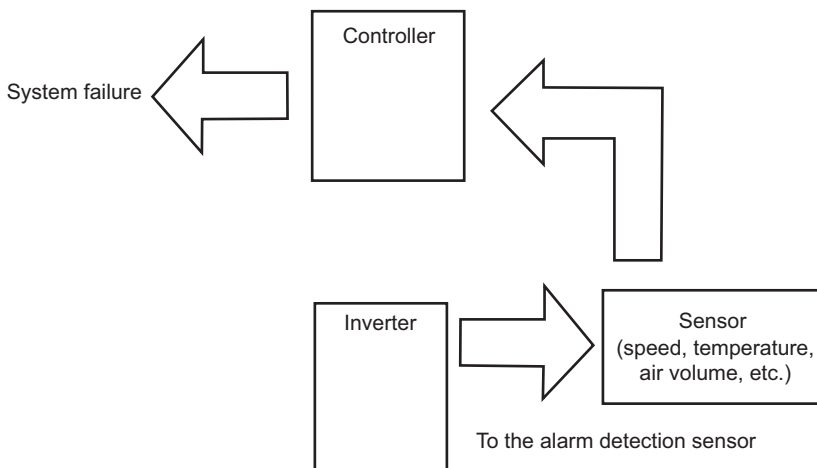 Controller
System failure
Inverter
Sensor
(speed, temperature,
air volume, etc.)
To the alarm detection sensor